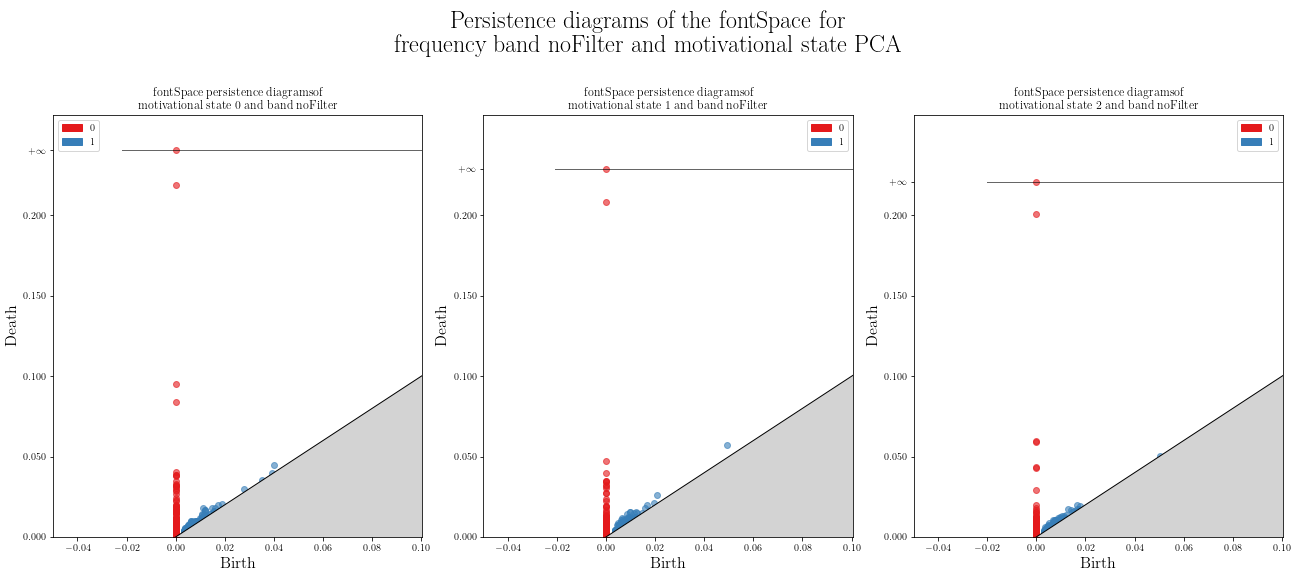 Persistence diagrams of the fontSpace for
frequency band noFilter and motivational state PCA
fontSpace persistence diagramsof
motivational state 0 and band noFilter
0
1
+∞
0.200
0.150
0.100
0.050
0.000
Death
−0.04 −0.02 0.00 0.02 0.04 0.06 0.08 0.10
Birth
fontSpace persistence diagramsof
motivational state 1 and band noFilter
0
1
+∞
0.200
0.150
0.100
0.050
0.000
Death
−0.04 −0.02 0.00 0.02 0.04 0.06 0.08 0.10
Birth
fontSpace persistence diagramsof
motivational state 2 and band noFilter
0
1
+∞
0.200
0.150
0.100
0.050
0.000
Death
−0.04 −0.02 0.00 0.02 0.04 0.06 0.08 0.10
Birth